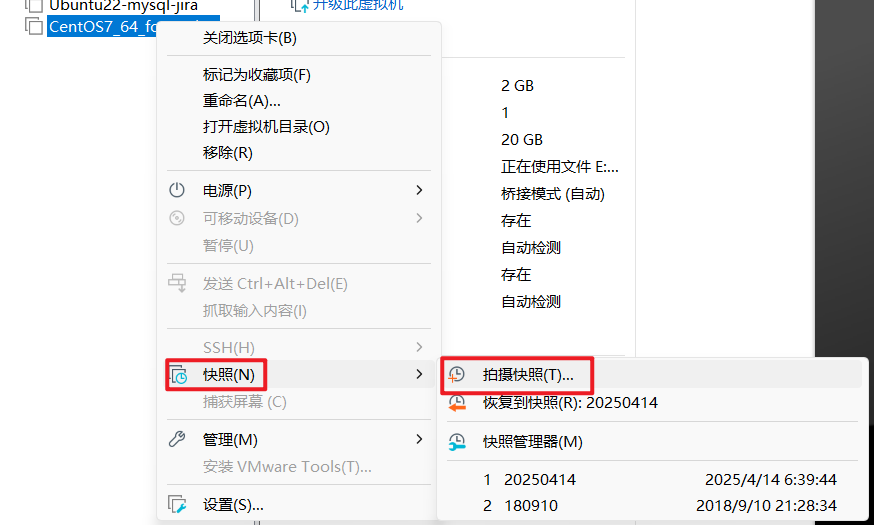 Ubuntu22-mysql-jira
升级此虚拟机
CentOS7_64_fo
关闭选项卡(B)
标记为收藏项(F)
重命名(A)...
打开虚拟机目录(O)
移除(R)
电源(P)
可移动设备(D)
暂停(U)
发送 Ctrl+Alt+Del(E)
抓取输入内容(I)
SSH(H)
快照(N)
捕获屏幕 (C)
管理(M)
安装 VMware Tools(T)...
设置(S)...
2 GB
1
20 GB
正在使用文件 E:...
桥接模式 (自动)
存在
自动检测
存在
自动检测
拍摄快照(T)...
恢复到快照(R): 20250414
快照管理器(M)
1 20250414 2025/4/14 6:39:44
2 180910 2018/9/10 21:28:34